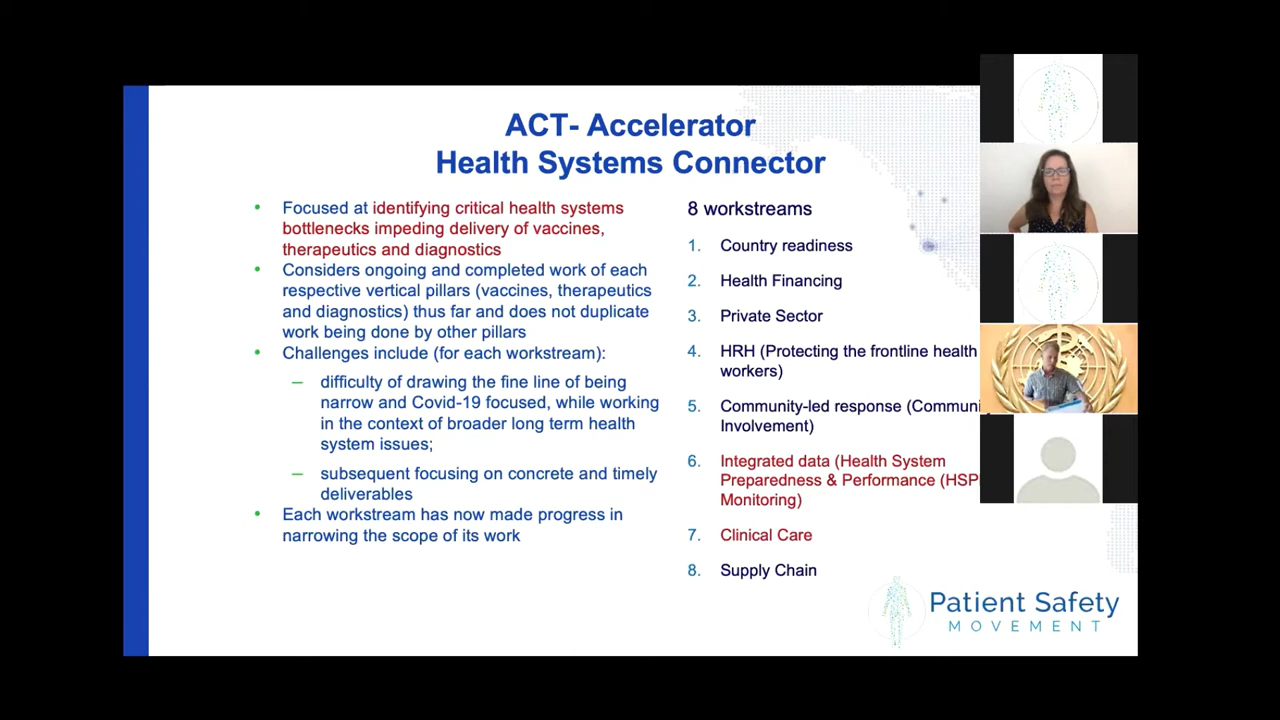 ACT- Accelerator
Health Systems Connector
• Focused at identifying critical health systems
bottlenecks impeding delivery of vaccines,
therapeutics and diagnostics
• Considers ongoing and completed work of each
respective vertical pillars (vaccines, therapeutics
and diagnostics) thus far and does not duplicate
work being done by other pillars
• Challenges include (for each workstream):
– difficulty of drawing the fine line of being
narrow and Covid-19 focused, while working
in the context of broader long term health
system issues;
– subsequent focusing on concrete and timely
deliverables
• Each workstream has now made progress in
narrowing the scope of its work
8 workstreams
1. Country readiness
2. Health Financing
3. Private Sector
4. HRH (Protecting the frontline health
workers)
5. Community-led response (Communi
Involvement)
6. Integrated data (Health System
Preparedness & Performance (HSP
Monitoring)
7. Clinical Care
8. Supply Chain
Patient Safety
MOVEMENT